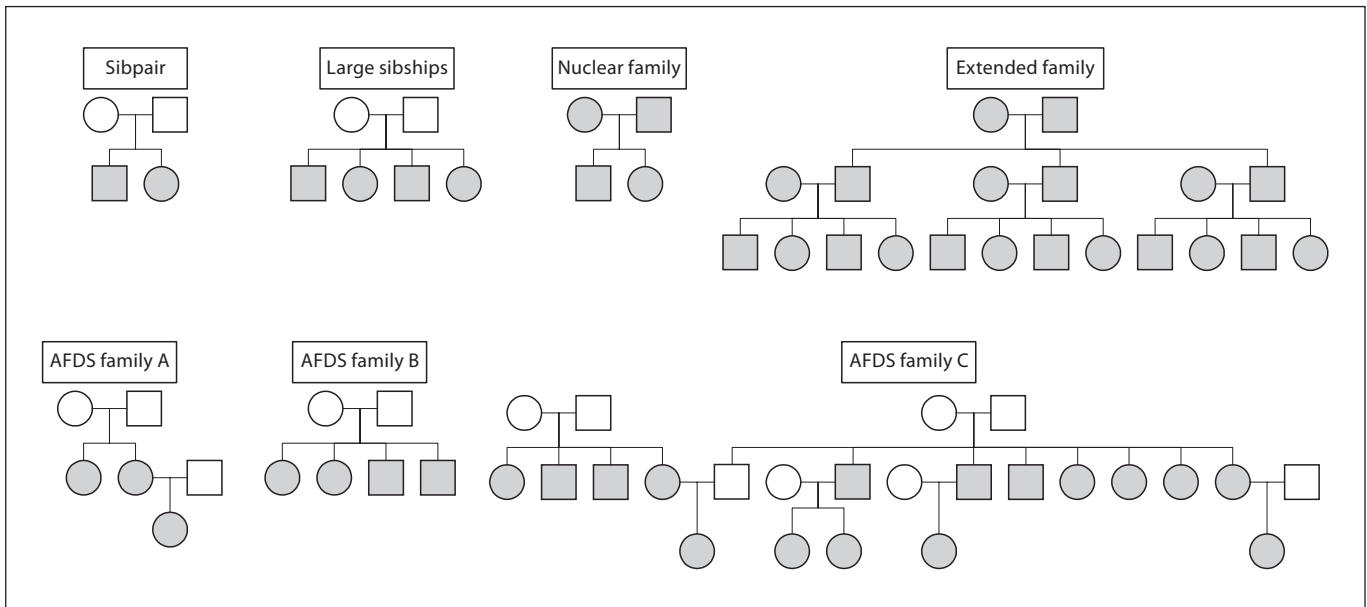 Sibpair
Large sibships
Nuclear family
Extended family
AFDS family A
AFDS family B
AFDS family C